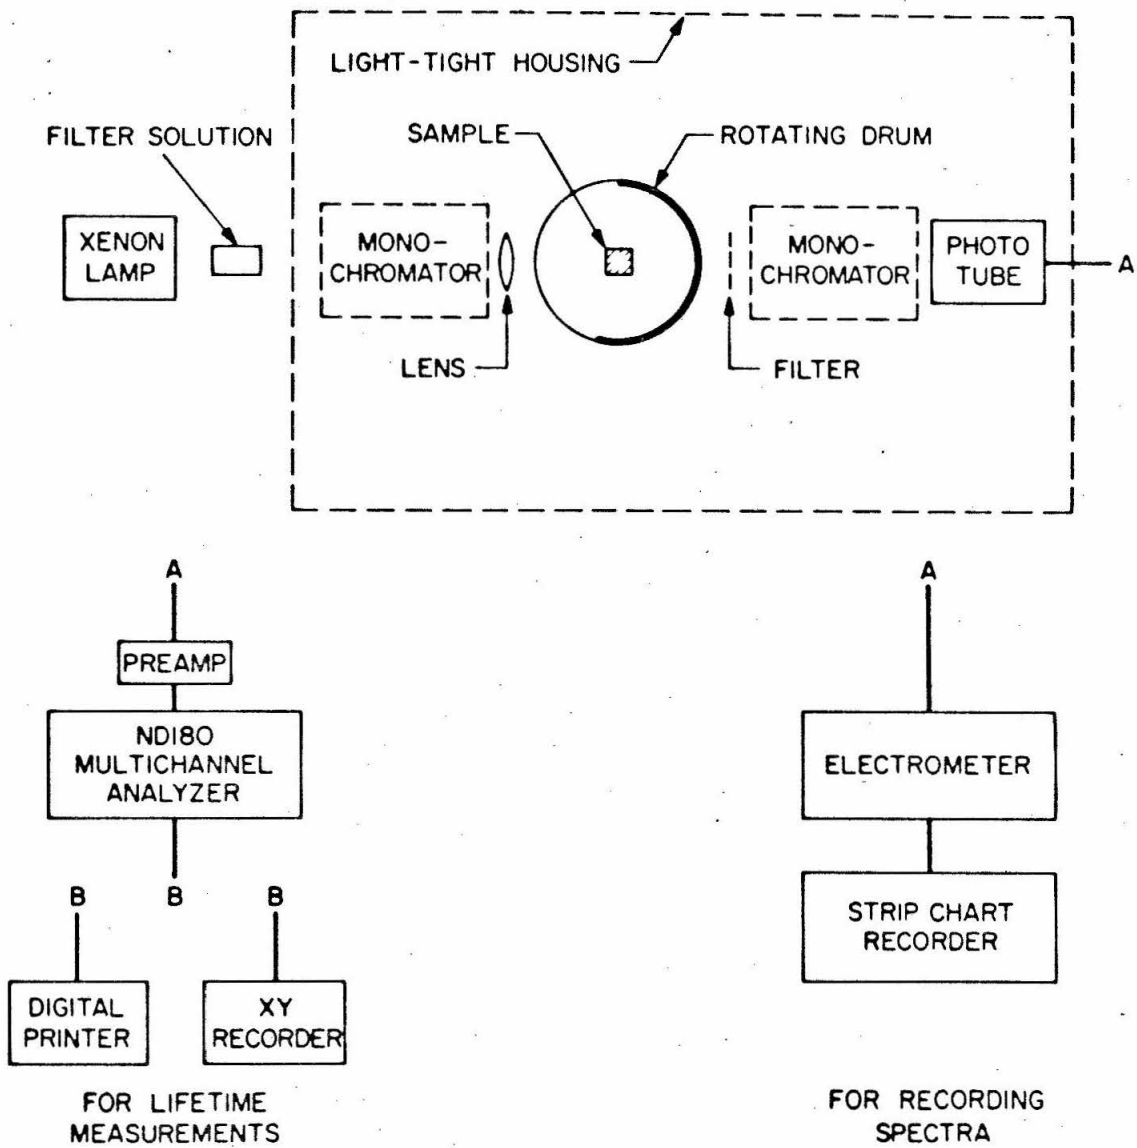 LIGHT-TIGHT HOUSING
FILTER SOLUTION
SAMPLE
ROTATING DRUM
XENON
LAMP
MONO-
CHROMATOR
MONO-
CHROMATOR
PHOTO
TUBE
A
LENS
FILTER
A
PREAMP
ND180
MULTICHANNEL
ANALYZER
B
B
B
DIGITAL
PRINTER
XY
RECORDER
FOR LIFETIME
MEASUREMENTS
A
ELECTROMETER
STRIP CHART
RECORDER
FOR RECORDING
SPECTRA